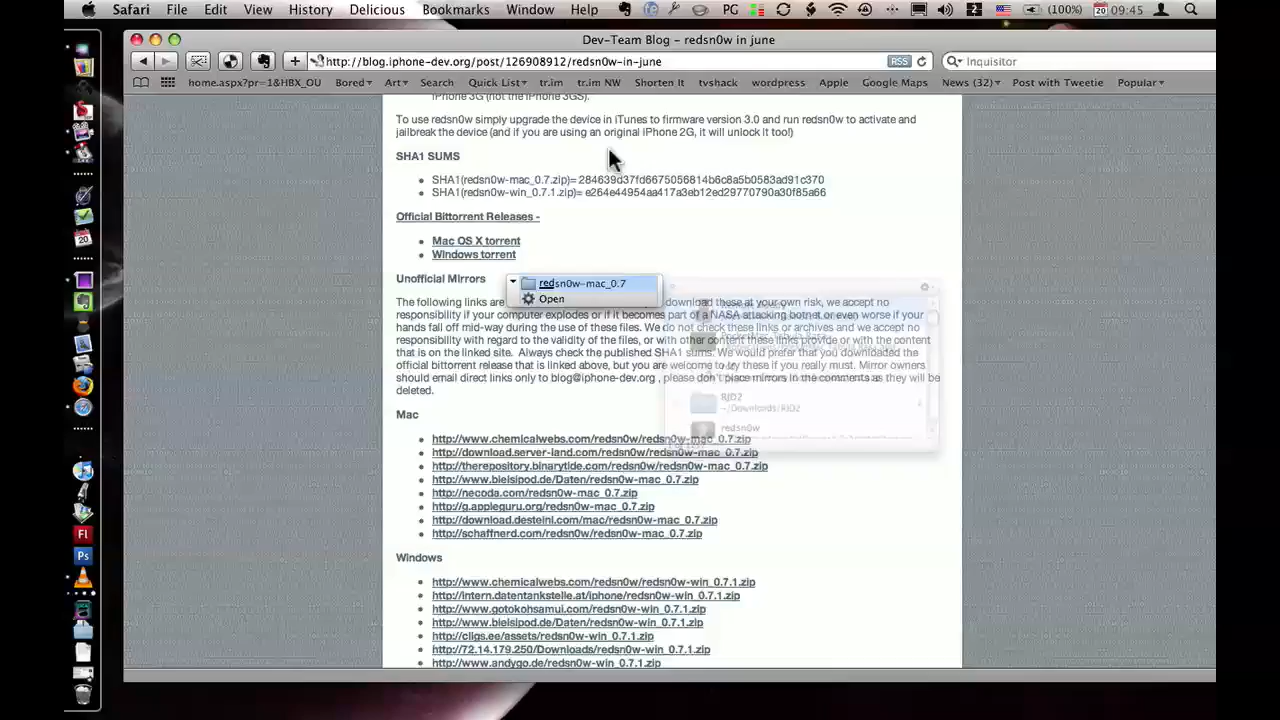 Safari File Edit View History Delicious Bookmarks Window Help PG 2 (100%) 20 09:45
Dev-Team Blog - redsn0w in june
http://blog.iphone-dev.org/post/126908912/redsn0w-in-june RSS Inquisitor
home.aspx?pr=1&HBX_OU Bored Art Search Quick List tr.im tr.im NW Shorten It tvshack wordpress Apple Google Maps News (32) Post with Tweetie Popular
iPhone 3G (not the iPhone 3GS).
To use redsn0w simply upgrade the device in iTunes to firmware version 3.0 and run redsn0w to activate and
jailbreak the device (and if you are using an original iPhone 2G, it will unlock it too!)
SHA1 SUMS
SHA1(redsn0w-mac_0.7.zip)= 284639d37fd6675056814b6c8a5b0583ad91c370
SHA1(redsn0w-win_0.7.1.zip)= e264e44954aa417a3eb12ed29770790a30f85a66
Official Bittorrent Releases -
Mac OS X torrent
Windows torrent
Unofficial Mirrors
redsn0w-mac_0.7
Open
The following links are download these at your own risk, we accept no
responsibility if your computer explodes or if it becomes part of a NASA attacking botnet or even worse if your
hands fall off mid-way during the use of these files. We do not check these links or archives and we accept no
responsibility with regard to the validity of the files, or with other content these links provide or with the content
that is on the linked site. Always check the published SHA1 sums. We would prefer that you downloaded the
official bittorrent release that is linked above, but you are welcome to try these if you really must. Mirror owners
should email direct links only to blog@iphone-dev.org , please don't place mirrors in the comments as they will be
deleted.
RJD2
~/Downloads/RJD2
redsn0w
Mac
http://www.chemicalwebs.com/redsn0w/redsn0w-mac_0.7.zip
http://download.server-land.com/redsn0w-mac_0.7.zip
http://therepository.binarytide.com/redsn0w/redsn0w-mac_0.7.zip
http://www.bielsipod.de/Daten/redsn0w-mac_0.7.zip
http://necoda.com/redsn0w-mac_0.7.zip
http://g.appleguru.org/redsn0w-mac_0.7.zip
http://download.desteini.com/mac/redsn0w-mac_0.7.zip
http://schaffnerd.com/redsn0w/redsn0w-mac_0.7.zip
Windows
http://www.chemicalwebs.com/redsn0w/redsn0w-win_0.7.1.zip
http://intern.datentankstelle.at/iphone/redsn0w-win_0.7.1.zip
http://www.gotokohsamui.com/redsn0w-win_0.7.1.zip
http://www.bielsipod.de/Daten/redsn0w-win_0.7.1.zip
http://cligs.ee/assets/redsn0w-win_0.7.1.zip
http://72.14.179.250/Downloads/redsn0w-win_0.7.1.zip
http://www.andygo.de/redsn0w-win_0.7.1.zip
20
Fl
Ps